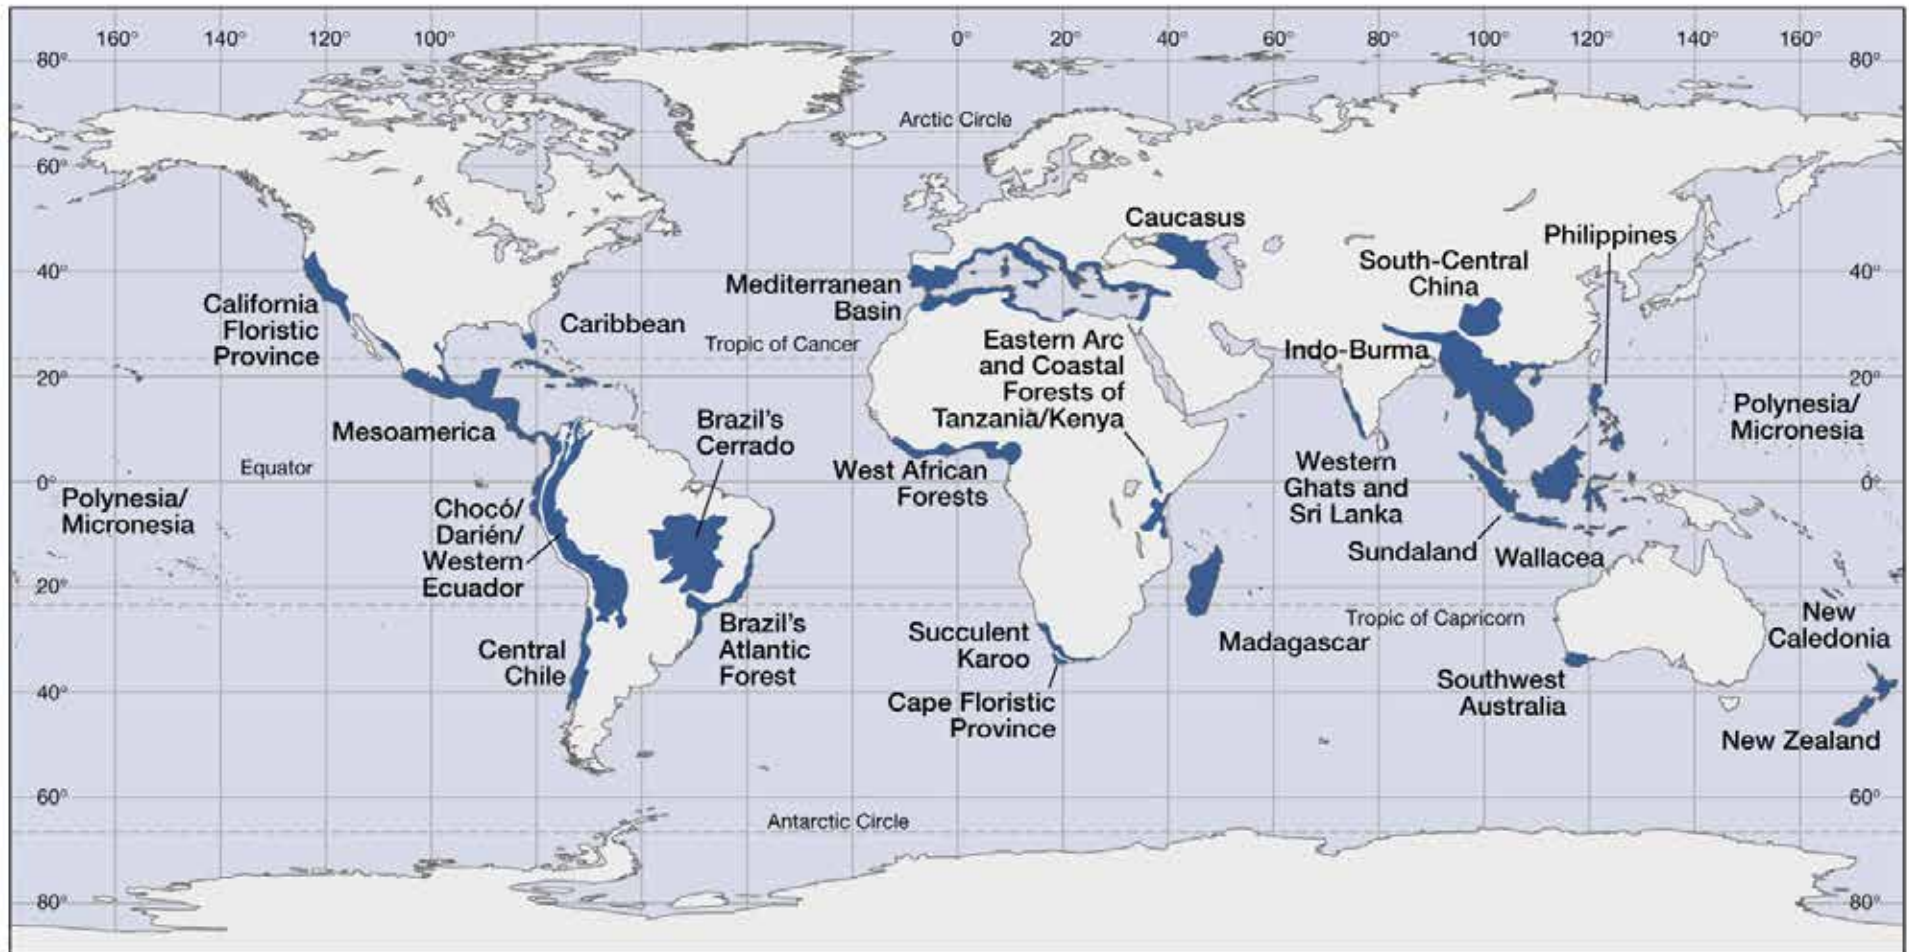 160° 140° 120° 100° 0° 20° 40° 60° 80° 100° 120° 140° 160°
80° 80°
Arctic Circle
60° 60°
Caucasus
Philippines
South-Central
China
40° 40°
Mediterranean
Basin
California
Floristic
Province
Caribbean
Tropic of Cancer
Eastern Arc
and Coastal
Forests of
Tanzania/Kenya
Indo-Burma
20° 20°
Mesoamerica
Brazil's
Cerrado
Polynesia/
Micronesia
Equator
West African
Forests
Western
Ghats and
Sri Lanka
0° 0°
Polynesia/
Micronesia
Chocó/
Darién/
Western
Ecuador
Sundaland
Wallacea
20° 20°
Tropic of Capricorn
New
Caledonia
Central
Chile
Brazil's
Atlantic
Forest
Succulent
Karoo
Madagascar
40° 40°
Cape Floristic
Province
Southwest
Australia
New Zealand
60° 60°
Antarctic Circle
80° 80°